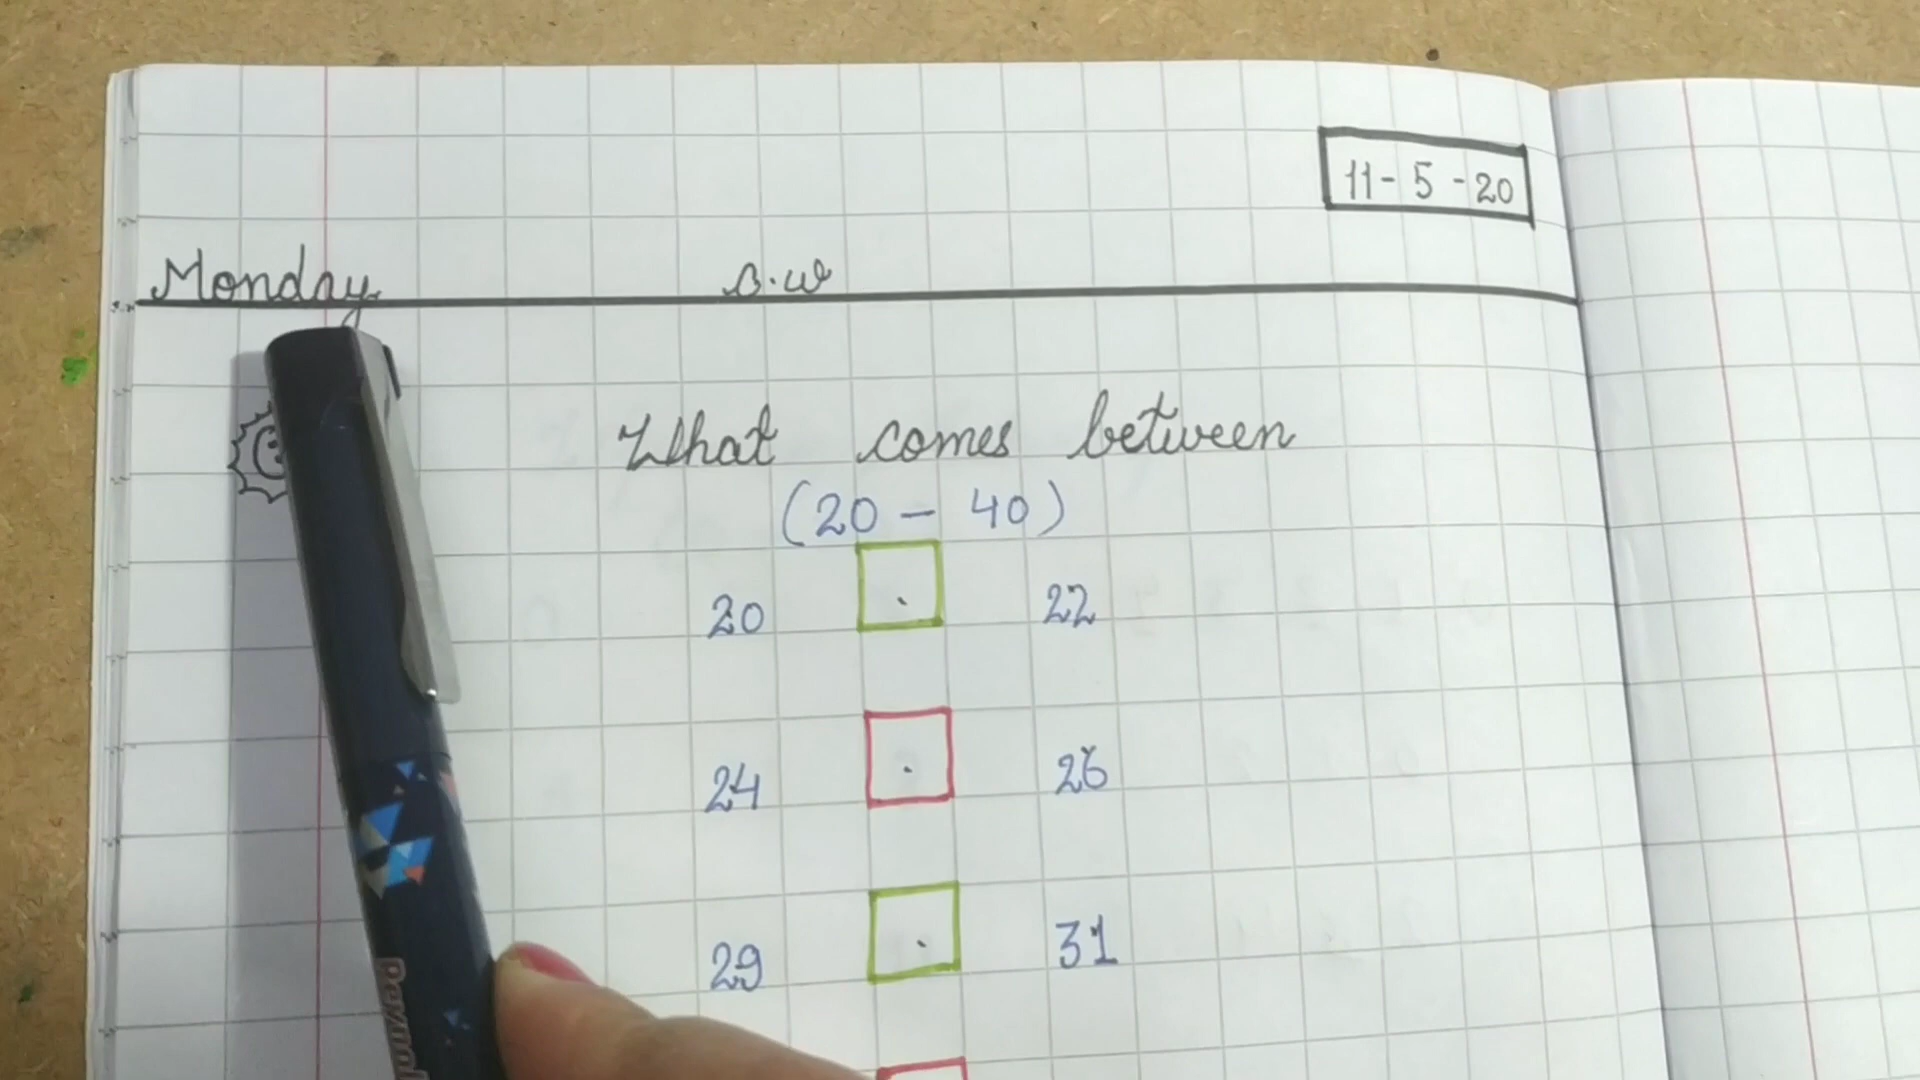 11-5-20
Monday C.W
What comes between
(20 - 40)
20 . 22
24 . 26
29 . 31